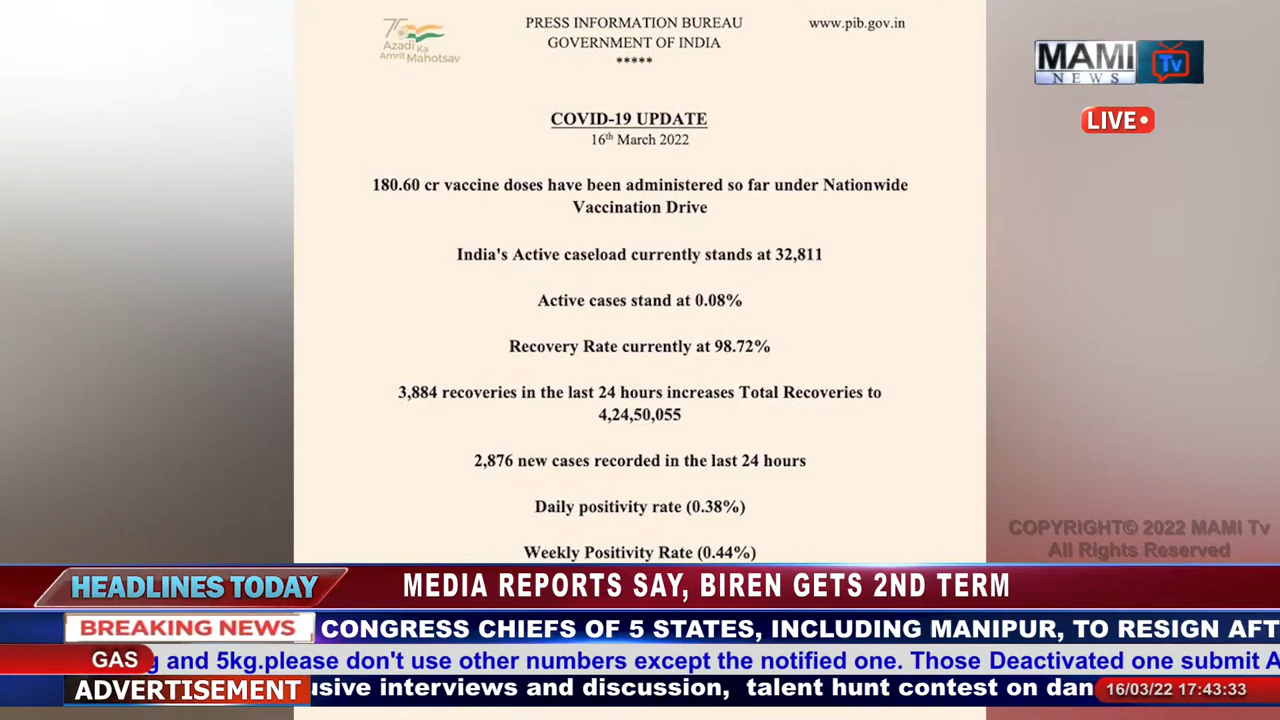 75
Azadi Ka
Amrit Mahotsav
PRESS INFORMATION BUREAU
GOVERNMENT OF INDIA
*****
www.pib.gov.in
MAMI
NEWS
Tv
LIVE
COVID-19 UPDATE
16th March 2022
180.60 cr vaccine doses have been administered so far under Nationwide
Vaccination Drive
India's Active caseload currently stands at 32,811
Active cases stand at 0.08%
Recovery Rate currently at 98.72%
3,884 recoveries in the last 24 hours increases Total Recoveries to
4,24,50,055
2,876 new cases recorded in the last 24 hours
Daily positivity rate (0.38%)
Weekly Positivity Rate (0.44%)
COPYRIGHT© 2022 MAMI Tv
All Rights Reserved
HEADLINES TODAY
MEDIA REPORTS SAY, BIREN GETS 2ND TERM
BREAKING NEWS
CONGRESS CHIEFS OF 5 STATES, INCLUDING MANIPUR, TO RESIGN AFT
GAS
g and 5kg.please don't use other numbers except the notified one. Those Deactivated one submit A
ADVERTISEMENT
usive interviews and discussion, talent hunt contest on dan
16/03/22 17:43:33